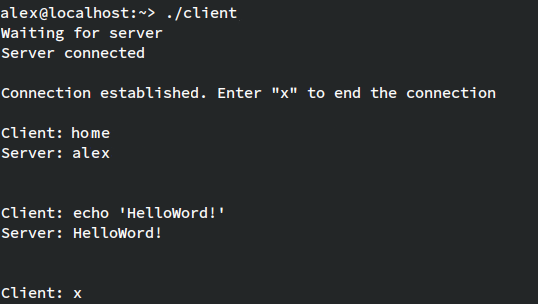 alex@localhost:~> ./client
Waiting for server
Server connected
Connection established. Enter "x" to end the connection
Client: home
Server: alex
Client: echo 'HelloWord!'
Server: HelloWord!
Client: x